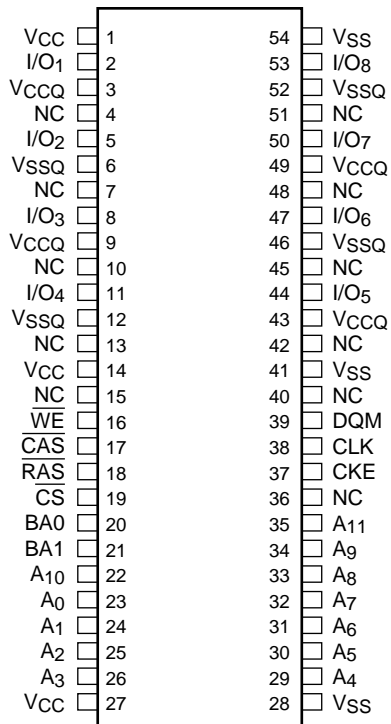 VCC 1 54 VSS
I/O1 2 53 I/O8
VCCQ 3 52 VSSQ
NC 4 51 NC
I/O2 5 50 I/O7
VSSQ 6 49 VCCQ
NC 7 48 NC
I/O3 8 47 I/O6
VCCQ 9 46 VSSQ
NC 10 45 NC
I/O4 11 44 I/O5
VSSQ 12 43 VCCQ
NC 13 42 NC
VCC 14 41 VSS
NC 15 40 NC
WE 16 39 DQM
CAS 17 38 CLK
RAS 18 37 CKE
CS 19 36 NC
BA0 20 35 A11
BA1 21 34 A9
A10 22 33 A8
A0 23 32 A7
A1 24 31 A6
A2 25 30 A5
A3 26 29 A4
VCC 27 28 VSS